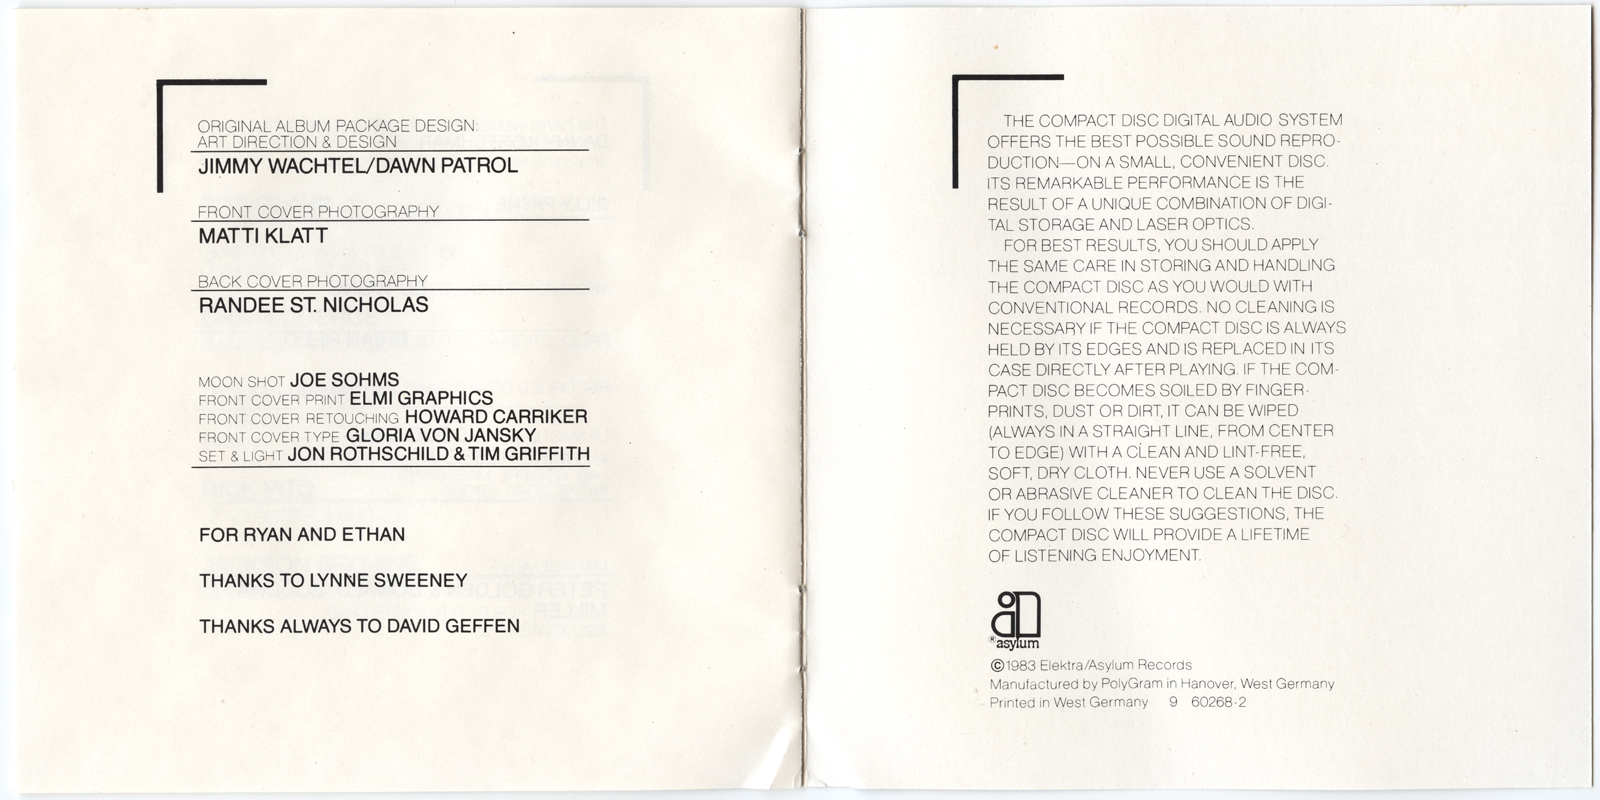 ORIGINAL ALBUM PACKAGE DESIGN:
ART DIRECTION & DESIGN
JIMMY WACHTEL/DAWN PATROL
FRONT COVER PHOTOGRAPHY
MATTI KLATT
BACK COVER PHOTOGRAPHY
RANDEE ST. NICHOLAS
MOON SHOT JOE SOHMS
FRONT COVER PRINT ELMI GRAPHICS
FRONT COVER RETOUCHING HOWARD CARRIKER
FRONT COVER TYPE GLORIA VON JANSKY
SET & LIGHT JON ROTHSCHILD & TIM GRIFFITH
FOR RYAN AND ETHAN
THANKS TO LYNNE SWEENEY
THANKS ALWAYS TO DAVID GEFFEN
THE COMPACT DISC DIGITAL AUDIO SYSTEM
OFFERS THE BEST POSSIBLE SOUND REPRO-
DUCTION—ON A SMALL, CONVENIENT DISC.
ITS REMARKABLE PERFORMANCE IS THE
RESULT OF A UNIQUE COMBINATION OF DIGI-
TAL STORAGE AND LASER OPTICS.
FOR BEST RESULTS, YOU SHOULD APPLY
THE SAME CARE IN STORING AND HANDLING
THE COMPACT DISC AS YOU WOULD WITH
CONVENTIONAL RECORDS. NO CLEANING IS
NECESSARY IF THE COMPACT DISC IS ALWAYS
HELD BY ITS EDGES AND IS REPLACED IN ITS
CASE DIRECTLY AFTER PLAYING. IF THE COM-
PACT DISC BECOMES SOILED BY FINGER-
PRINTS, DUST OR DIRT, IT CAN BE WIPED
(ALWAYS IN A STRAIGHT LINE, FROM CENTER
TO EDGE) WITH A CLEAN AND LINT-FREE,
SOFT, DRY CLOTH. NEVER USE A SOLVENT
OR ABRASIVE CLEANER TO CLEAN THE DISC.
IF YOU FOLLOW THESE SUGGESTIONS, THE
COMPACT DISC WILL PROVIDE A LIFETIME
OF LISTENING ENJOYMENT.
® asylum
©1983 Elektra/Asylum Records
Manufactured by PolyGram in Hanover, West Germany
Printed in West Germany 9 60268-2